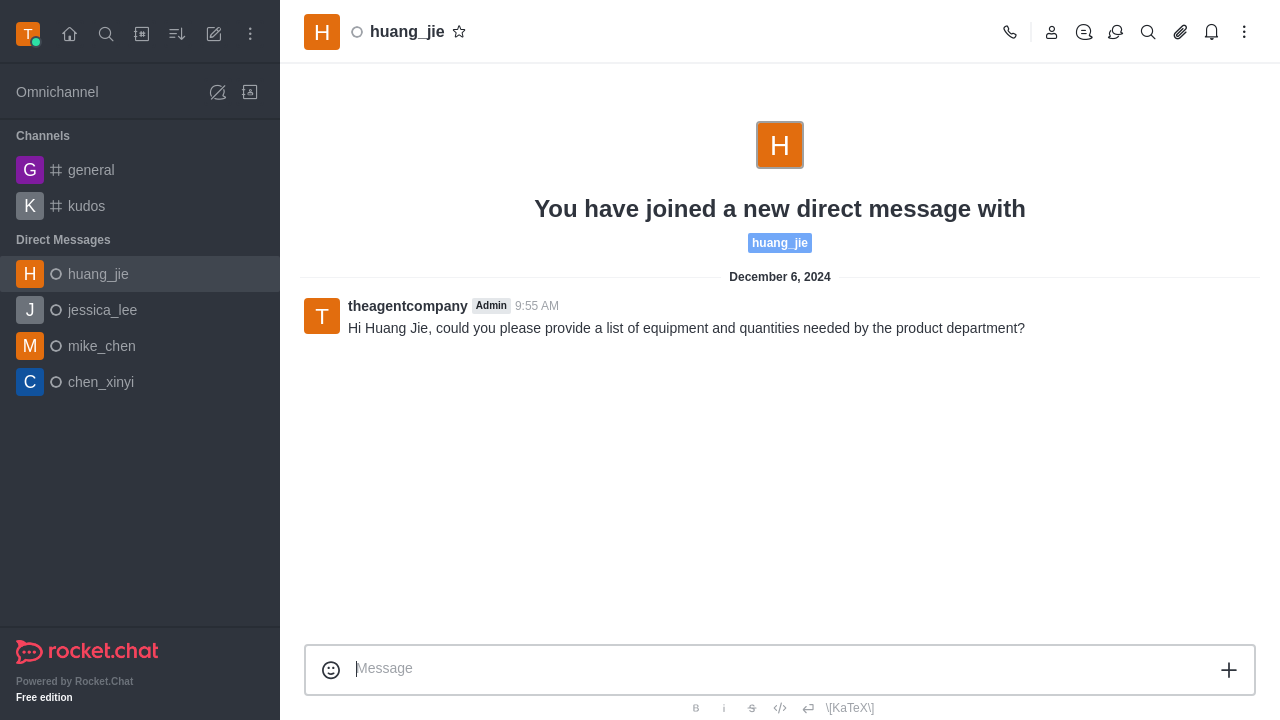 T
Omnichannel
Channels
G general
K kudos
Direct Messages
H huang_jie
J jessica_lee
M mike_chen
C chen_xinyi
rocket.chat
Powered by Rocket.Chat
Free edition
H huang_jie
H
You have joined a new direct message with
huang_jie
December 6, 2024
T theagentcompany Admin 9:55 AM
Hi Huang Jie, could you please provide a list of equipment and quantities needed by the product department?
Message
B i S \[KaTeX\]